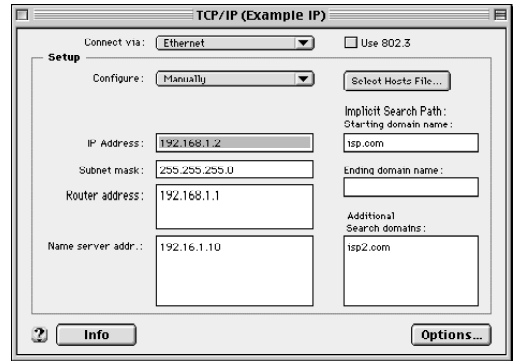 TCP/IP (Example IP)
Connect via: Ethernet
Use 802.3
Setup
Configure: Manually
Select Hosts File...
Implicit Search Path:
Starting domain name:
IP Address: 192.168.1.2
isp.com
Subnet mask: 255.255.255.0
Ending domain name:
Router address: 192.168.1.1
Additional
Search domains:
Name server addr.: 192.16.1.10
isp2.com
?
Info
Options...